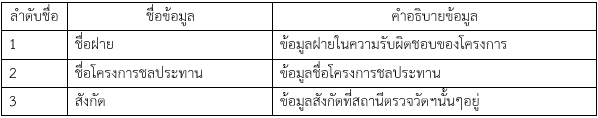 ลำดับชื่อ ชื่อข้อมูล คำอธิบายข้อมูล
1 ชื่อฝาย ข้อมูลฝายในความรับผิดชอบของโครงการ
2 ชื่อโครงการชลประทาน ข้อมูลชื่อโครงการชลประทาน
3 สังกัด ข้อมูลสังกัดที่สถานีตรวจวัดฯนั้นๆอยู่